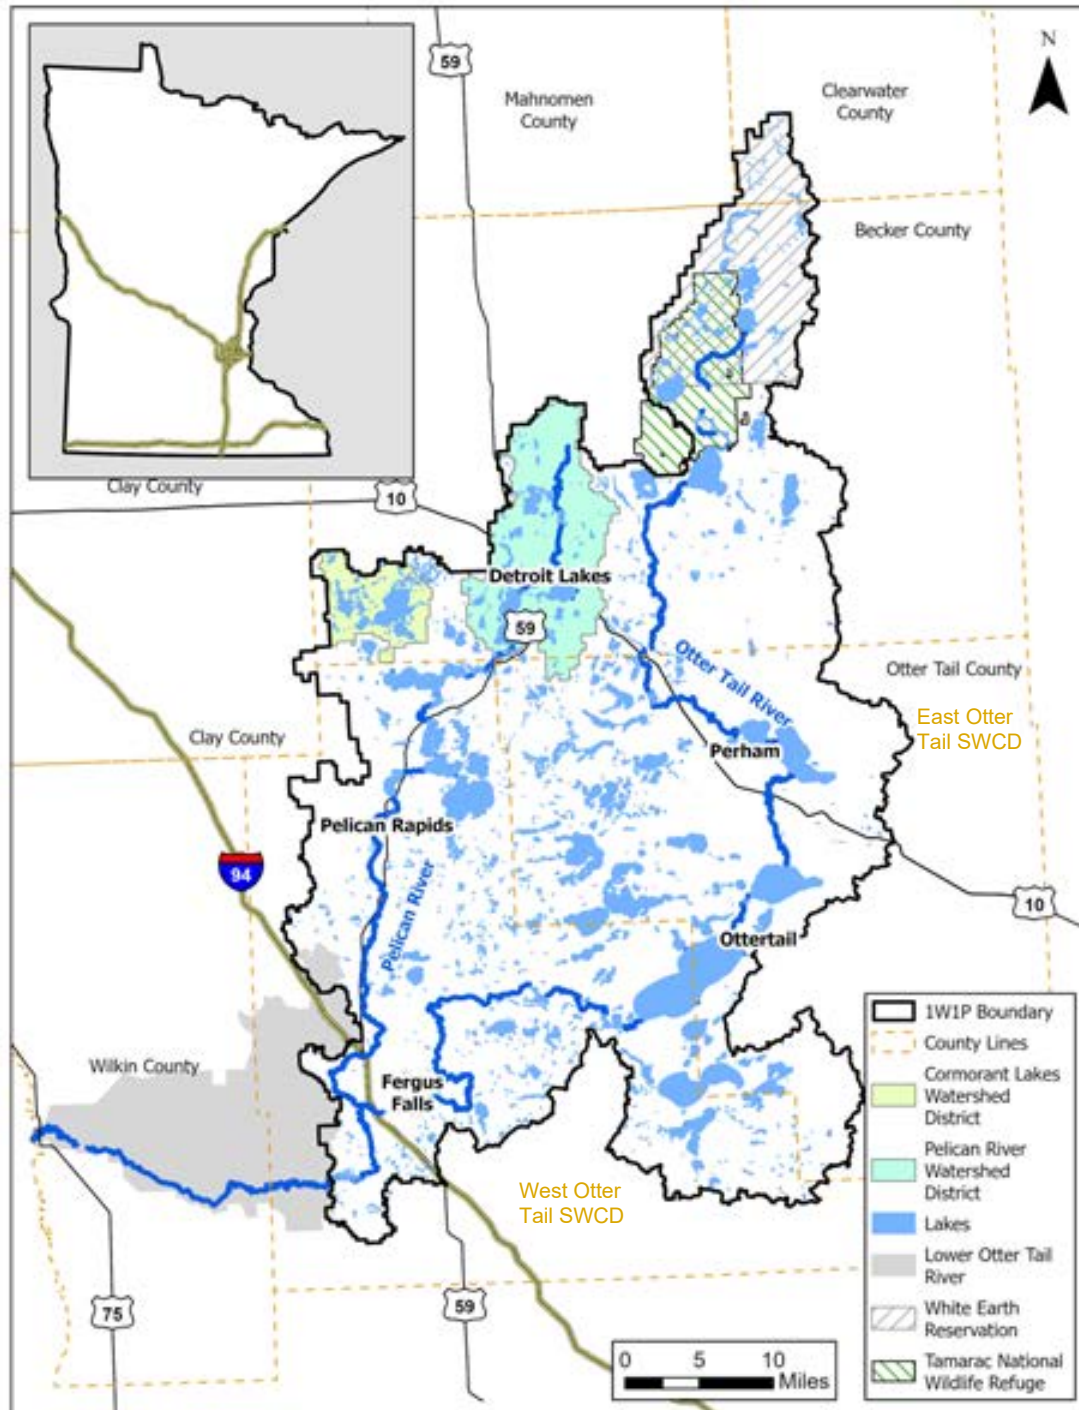 N
59
Mahnomen
County
Clearwater
County
Becker County
Clay County
10
Detroit Lakes
59
Otter Tail River
Otter Tail County
East Otter
Tail SWCD
Clay County
Perham
Pelican Rapids
94
Pelican River
10
Ottertail
Wilkin County
Fergus
Falls
West Otter
Tail SWCD
75
59
1W1P Boundary
County Lines
Cormorant Lakes
Watershed
District
Pelican River
Watershed
District
Lakes
Lower Otter Tail
River
White Earth
Reservation
Tamarac National
Wildlife Refuge
0 5 10
Miles